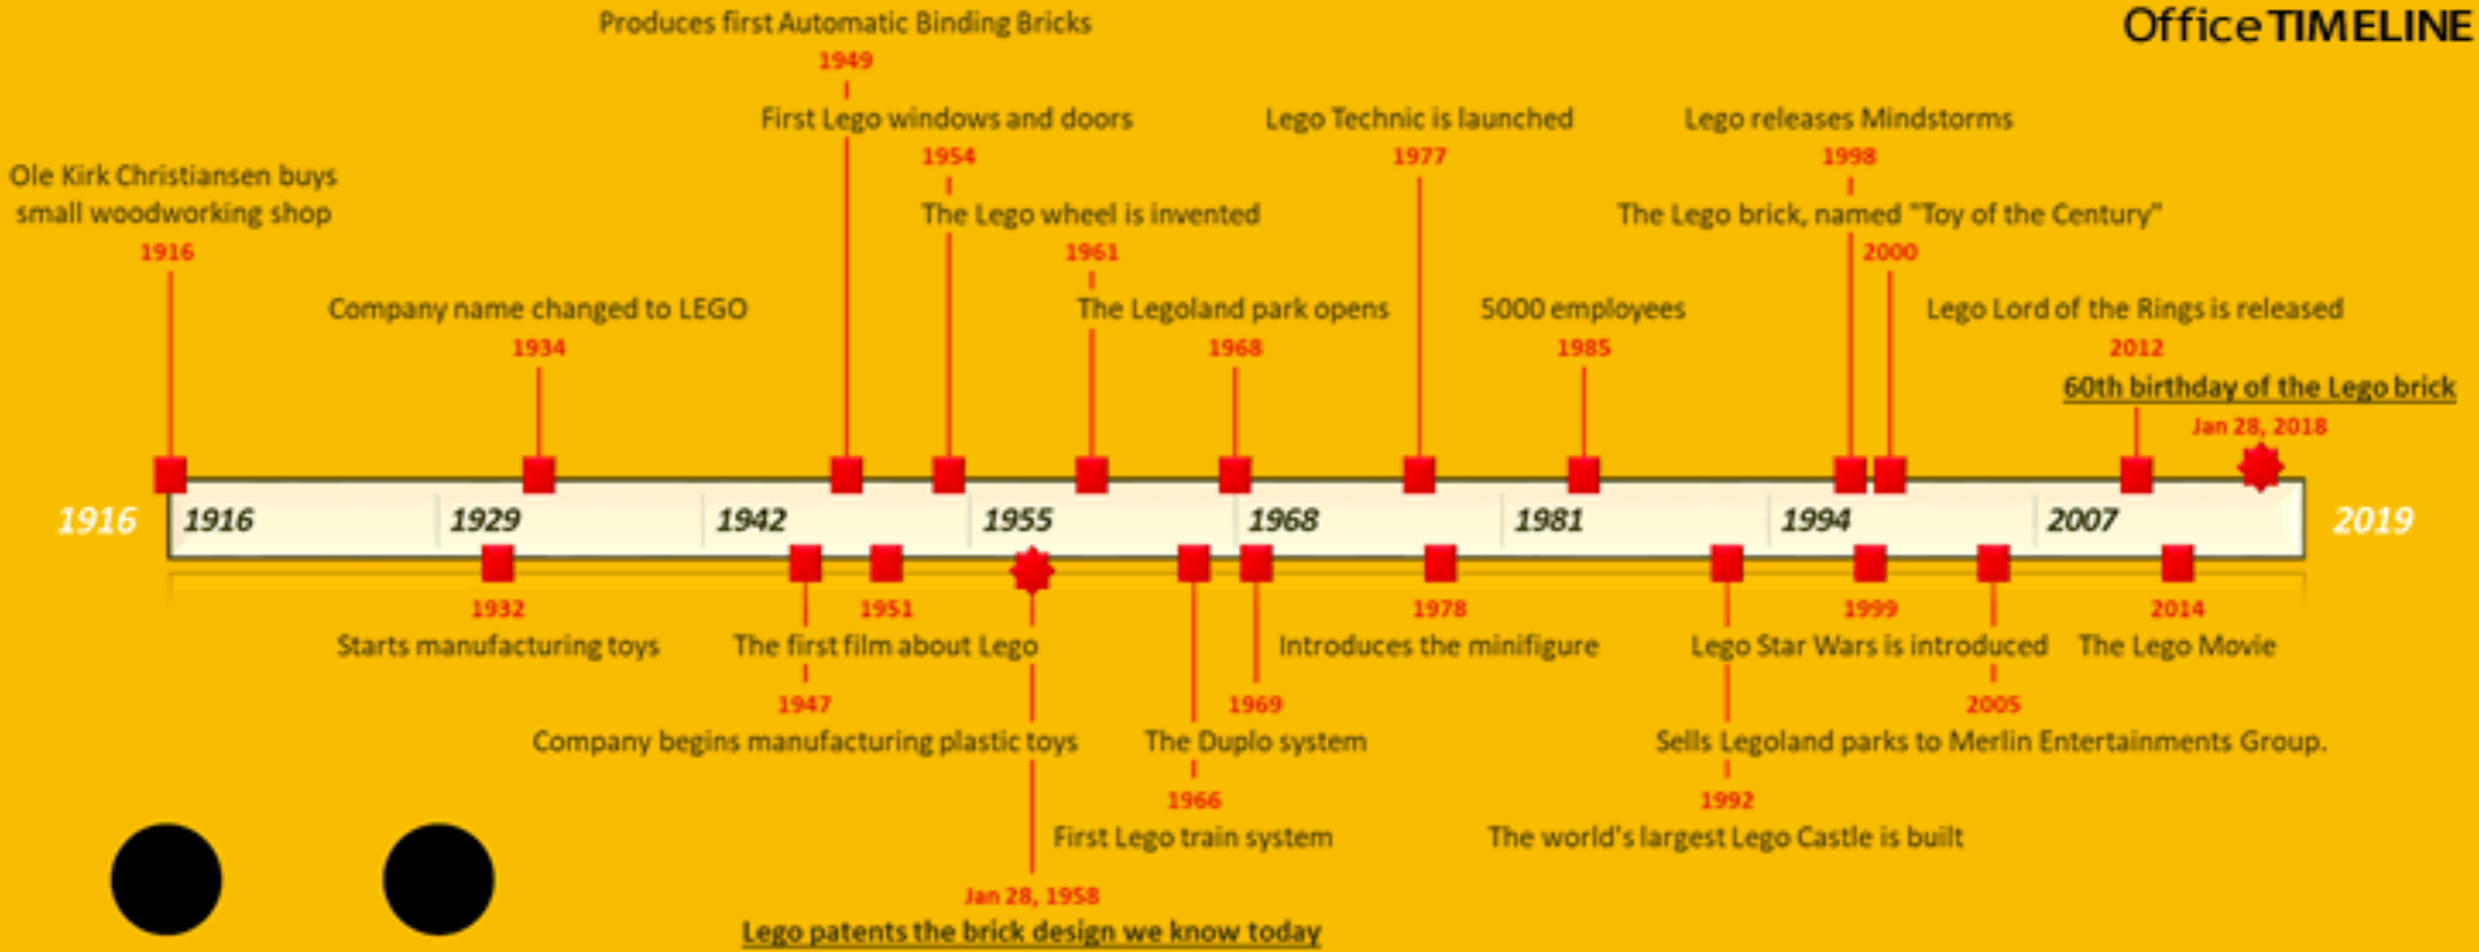 Office TIMELINE
Produces first Automatic Binding Bricks
1949
First Lego windows and doors
1954
Lego Technic is launched
1977
Lego releases Mindstorms
1998
Ole Kirk Christiansen buys
small woodworking shop
1916
The Lego wheel is invented
1961
The Lego brick, named "Toy of the Century"
2000
Company name changed to LEGO
1934
The Legoland park opens
1968
5000 employees
1985
Lego Lord of the Rings is released
2012
60th birthday of the Lego brick
Jan 28, 2018
1916 1916 1929 1942 1955 1968 1981 1994 2007 2019
1932
Starts manufacturing toys
1951
The first film about Lego
1978
Introduces the minifigure
1999
Lego Star Wars is introduced
2014
The Lego Movie
1947
Company begins manufacturing plastic toys
1969
The Duplo system
2005
Sells Legoland parks to Merlin Entertainments Group.
1966
First Lego train system
1992
The world's largest Lego Castle is built
Jan 28, 1958
Lego patents the brick design we know today